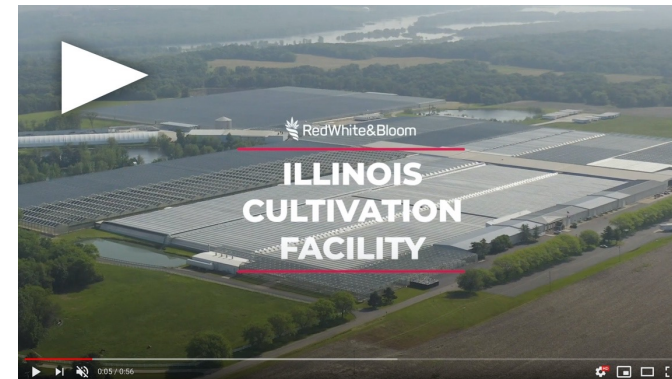 RedWhite&Bloom
ILLINOIS
CULTIVATION
FACILITY
0:05 / 0:56